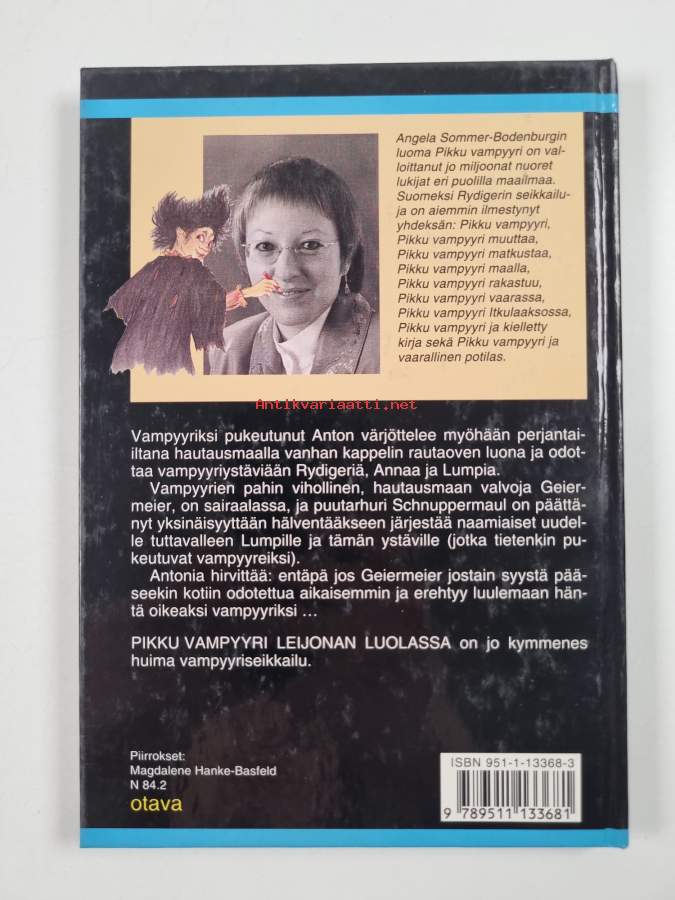 Angela Sommer-Bodenburgin
luoma Pikku vampyyri on val-
loittanut jo miljoonat nuoret
lukijat eri puolilla maailmaa.
Suomeksi Rydigerin seikkailu-
ja on aiemmin ilmestynyt
yhdeksän: Pikku vampyyri,
Pikku vampyyri muuttaa,
Pikku vampyyri matkustaa,
Pikku vampyyri maalla,
Pikku vampyyri rakastuu,
Pikku vampyyri vaarassa,
Pikku vampyyri Itkulaaksossa,
Pikku vampyyri ja kielletty
kirja sekä Pikku vampyyri ja
vaarallinen potilas.
Antikvariaatti.net
Vampyyriksi pukeutunut Anton värjöttelee myöhään perjantai-
iltana hautausmaalla vanhan kappelin rautaoven luona ja odot-
taa vampyyriystäviään Rydigeriä, Annaa ja Lumpia.
Vampyyrien pahin vihollinen, hautausmaan valvoja Geier-
meier, on sairaalassa, ja puutarhuri Schnuppermaul on päättä-
nyt yksinäisyyttään hälventääkseen järjestää naamiaiset uudel-
le tuttavalleen Lumpille ja tämän ystäville (jotka tietenkin pu-
keutuvat vampyyreiksi).
Antonia hirvittää: entäpä jos Geiermeier jostain syystä pää-
seekin kotiin odotettua aikaisemmin ja erehtyy luulemaan hän-
tä oikeaksi vampyyriksi ...
PIKKU VAMPYYRI LEIJONAN LUOLASSA on jo kymmenes
huima vampyyriseikkailu.
Piirrokset:
Magdalene Hanke-Basfeld
N 84.2
otava
ISBN 951-1-13368-3
9 789511 133681